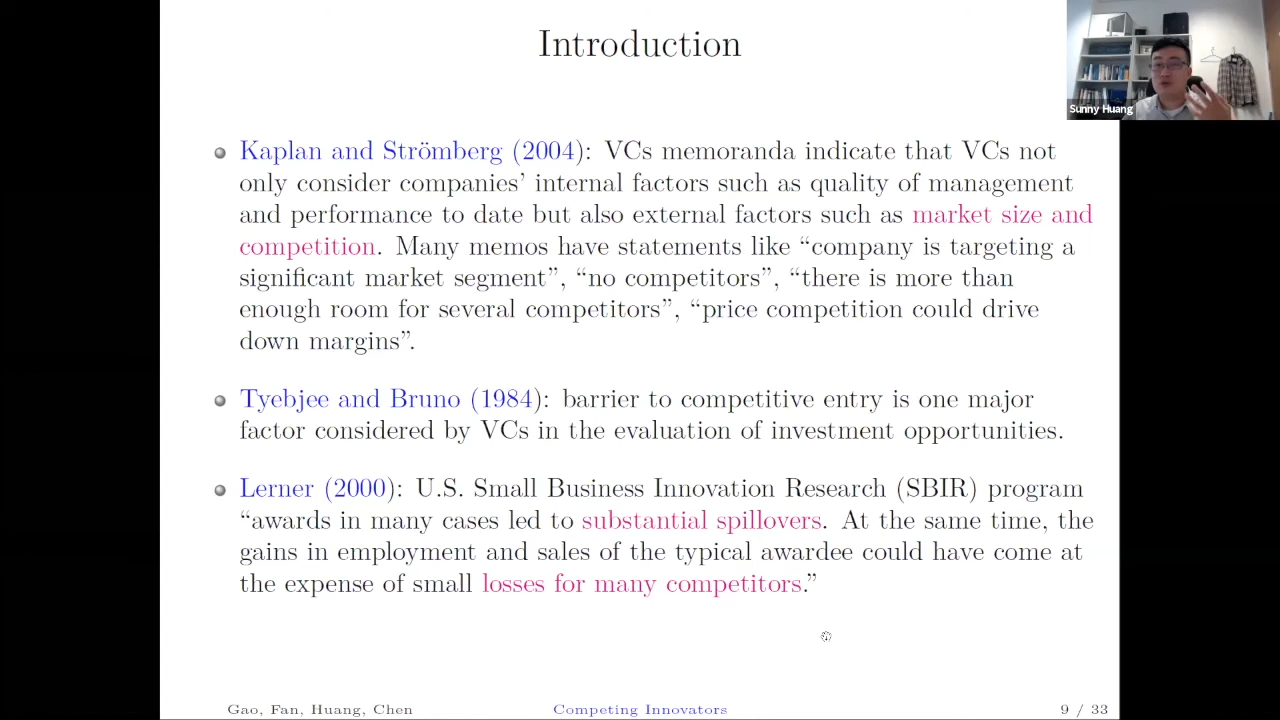 Introduction
Sunny Huang
Kaplan and Strömberg (2004): VCs memoranda indicate that VCs not
only consider companies’ internal factors such as quality of management
and performance to date but also external factors such as market size and
competition. Many memos have statements like “company is targeting a
significant market segment”, “no competitors”, “there is more than
enough room for several competitors”, “price competition could drive
down margins”.
Tyebjee and Bruno (1984): barrier to competitive entry is one major
factor considered by VCs in the evaluation of investment opportunities.
Lerner (2000): U.S. Small Business Innovation Research (SBIR) program
“awards in many cases led to substantial spillovers. At the same time, the
gains in employment and sales of the typical awardee could have come at
the expense of small losses for many competitors.”
Gao, Fan, Huang, Chen Competing Innovators 9 / 33